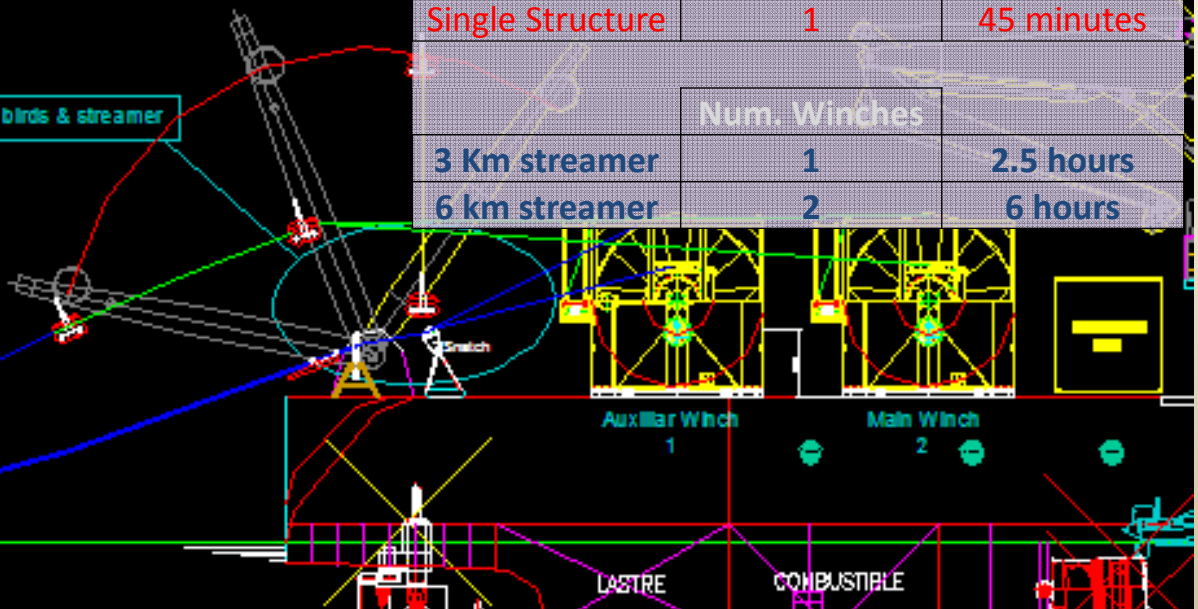 Single Structure 1 45 minutes
birds & streamer
Num. Winches
3 Km streamer 1 2.5 hours
6 km streamer 2 6 hours
Snatch
Auxiliar Winch
1
Main Winch
2
LASTRE
COMBUSTIBLE